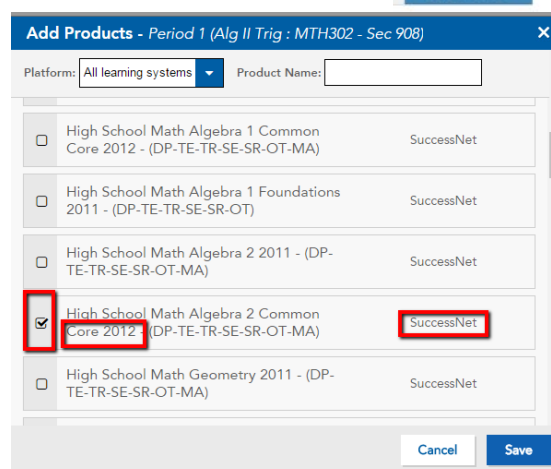 Add Products - Period 1 (Alg II Trig : MTH302 - Sec 908) ×
Platform: All learning systems Product Name:
High School Math Algebra 1 Common
Core 2012 - (DP-TE-TR-SE-SR-OT-MA)
SuccessNet
High School Math Algebra 1 Foundations
2011 - (DP-TE-TR-SE-SR-OT)
SuccessNet
High School Math Algebra 2 2011 - (DP-
TE-TR-SE-SR-OT-MA)
SuccessNet
High School Math Algebra 2 Common
Core 2012 - (DP-TE-TR-SE-SR-OT-MA)
SuccessNet
High School Math Geometry 2011 - (DP-
TE-TR-SE-SR-OT-MA)
SuccessNet
Cancel Save